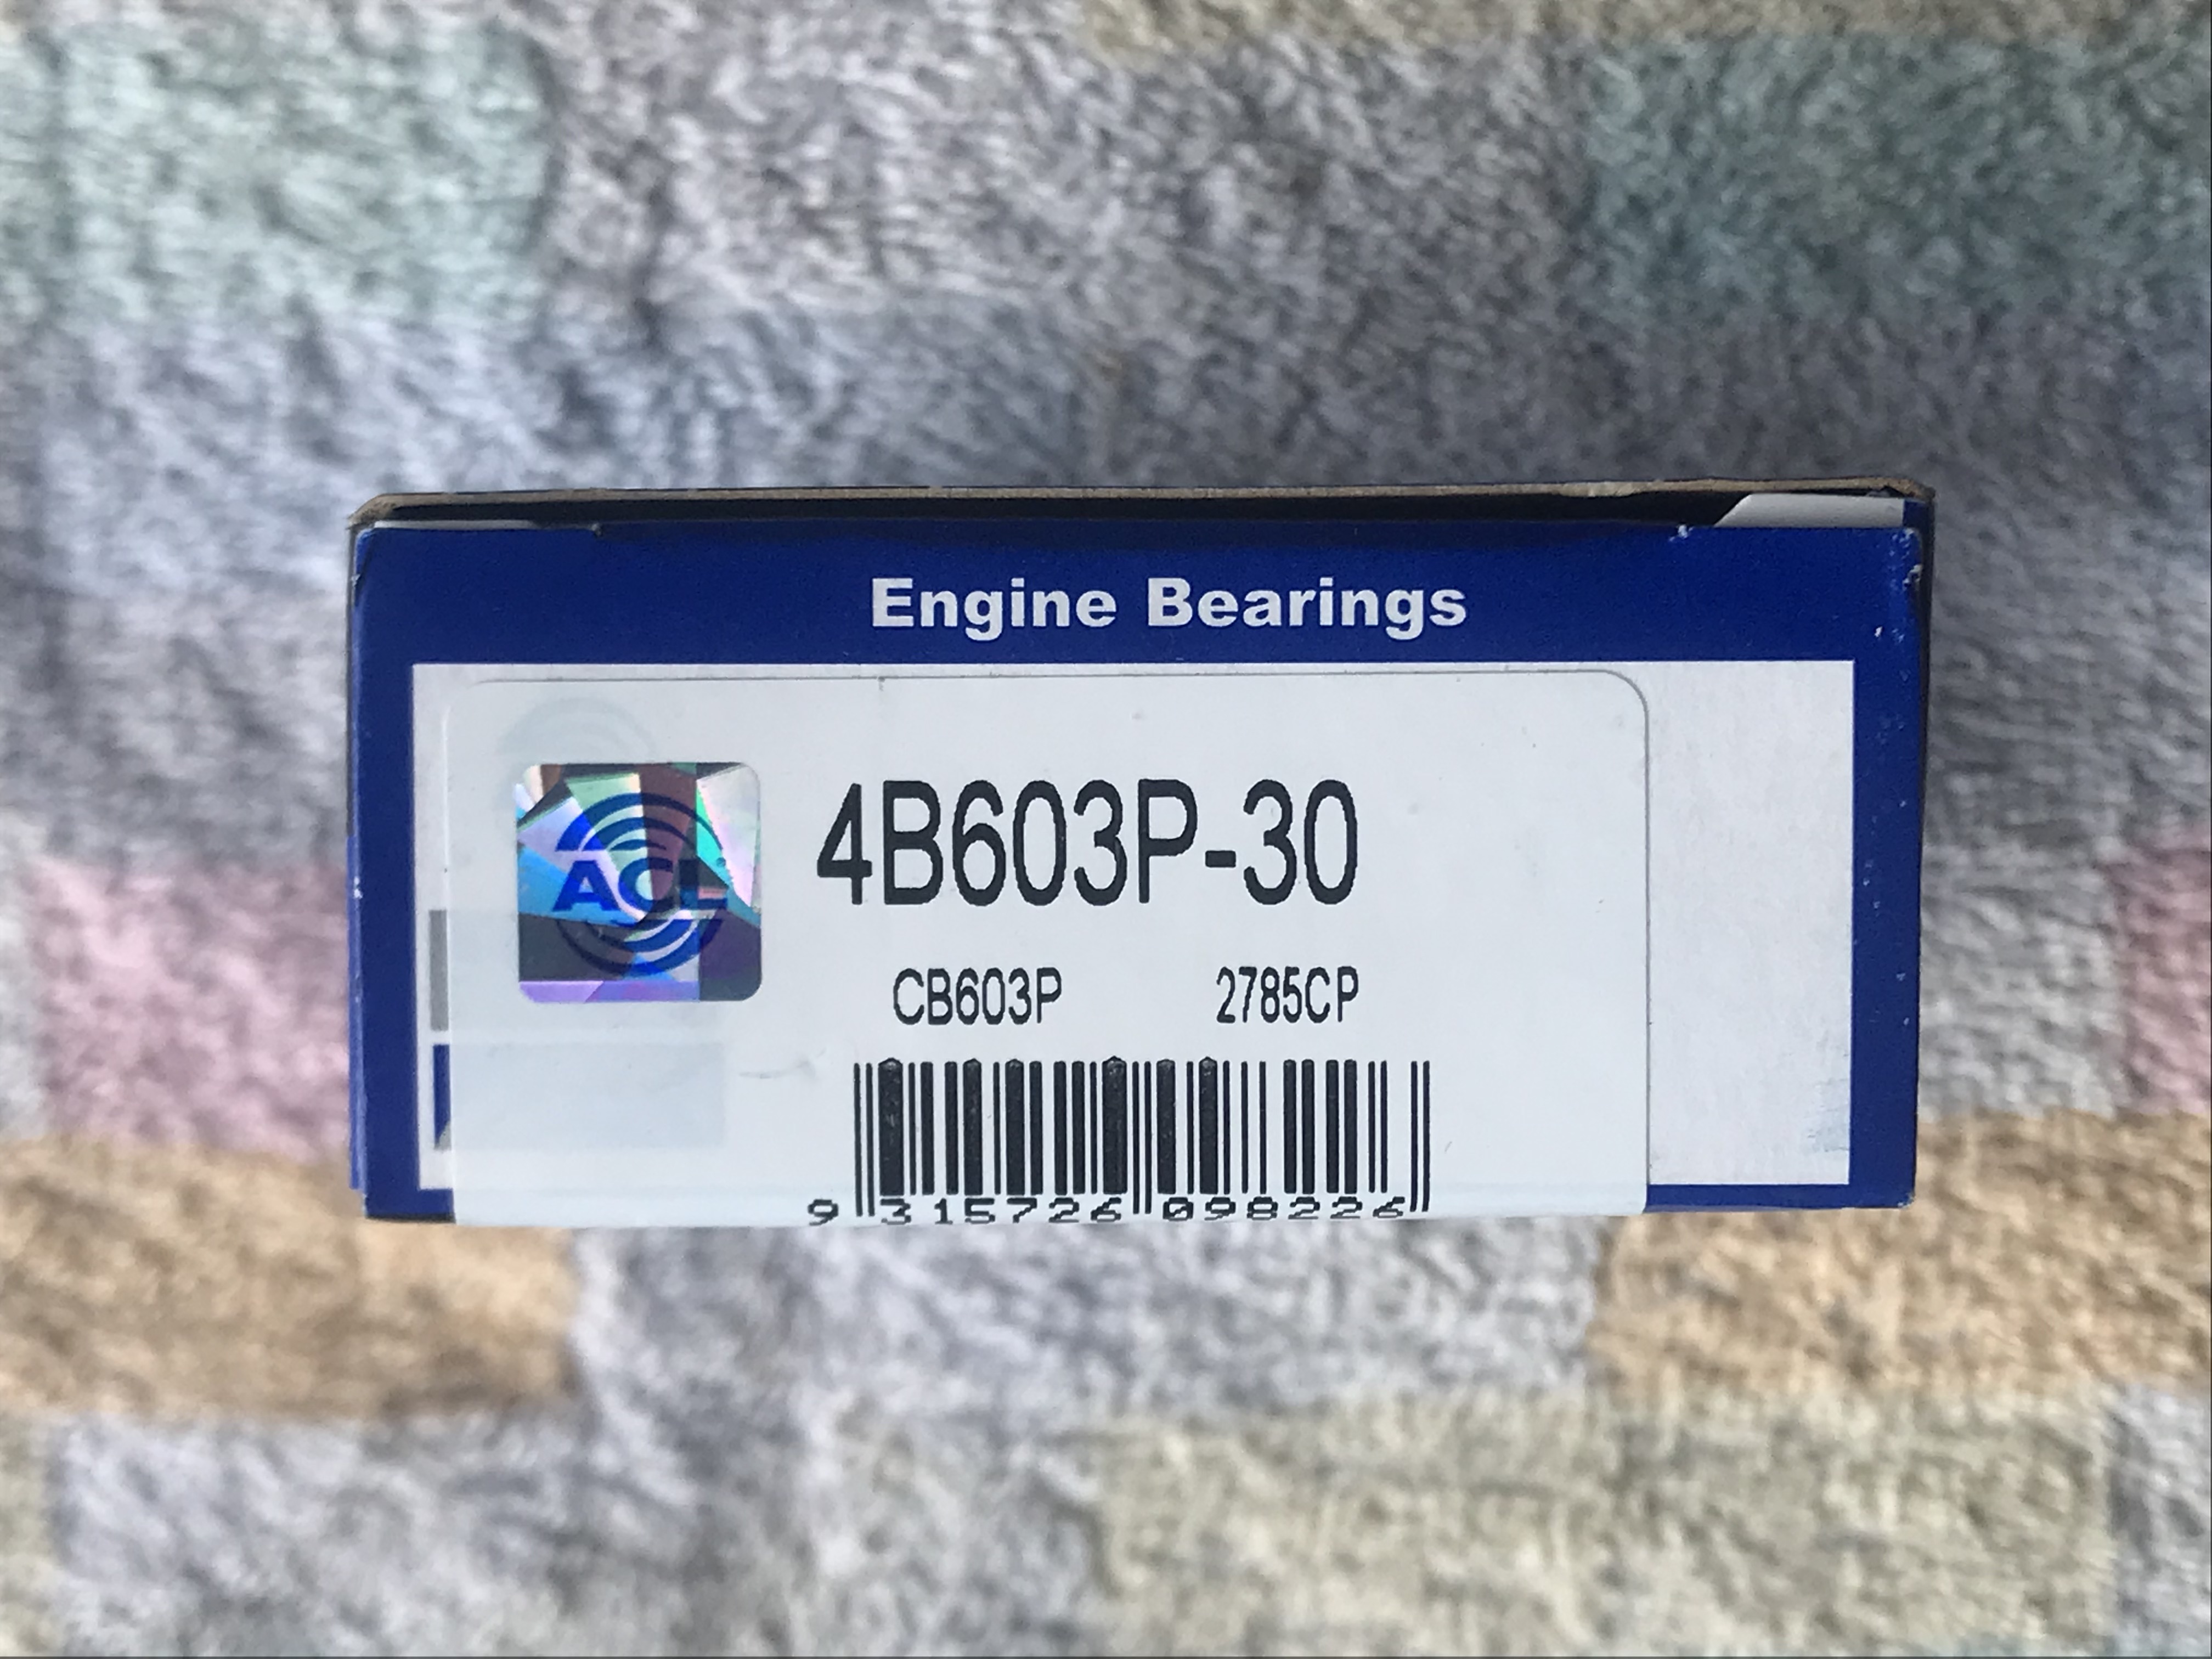 Engine Bearings
ACL
4B603P-30
CB603P 2785CP
9 315726 098226